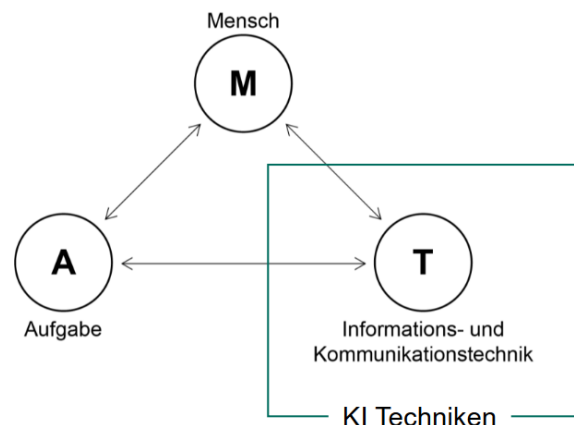 Mensch
M
A
T
Aufgabe
Informations- und
Kommunikationstechnik
KI Techniken